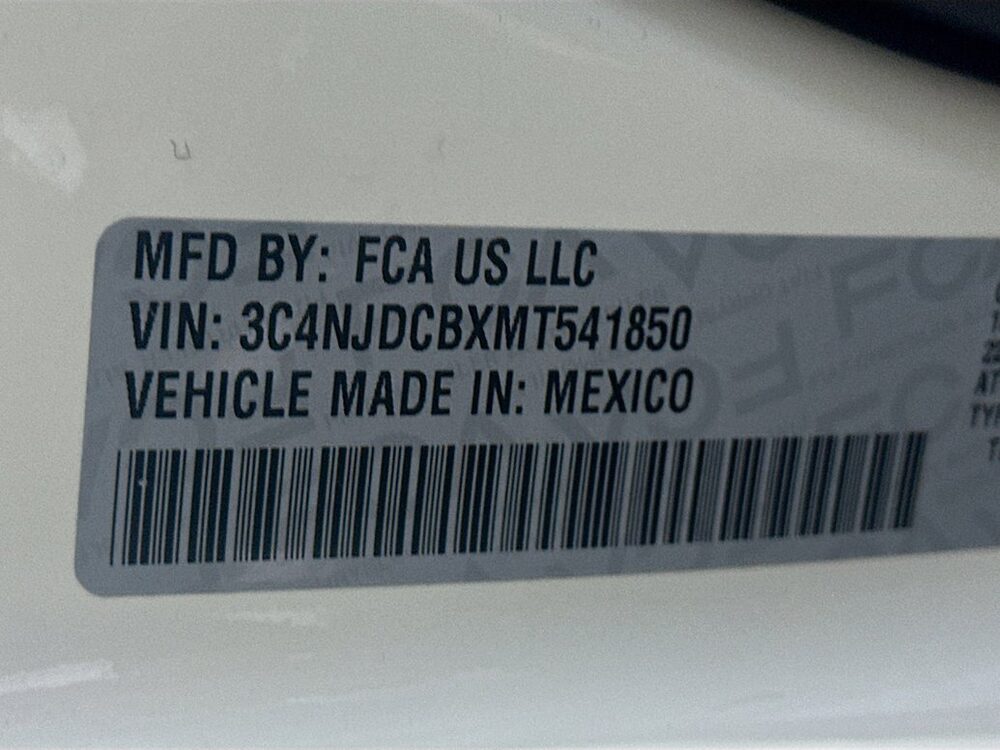 MFD BY: FCA US LLC
VIN: 3C4NJDCBXMT541850
VEHICLE MADE IN: MEXICO